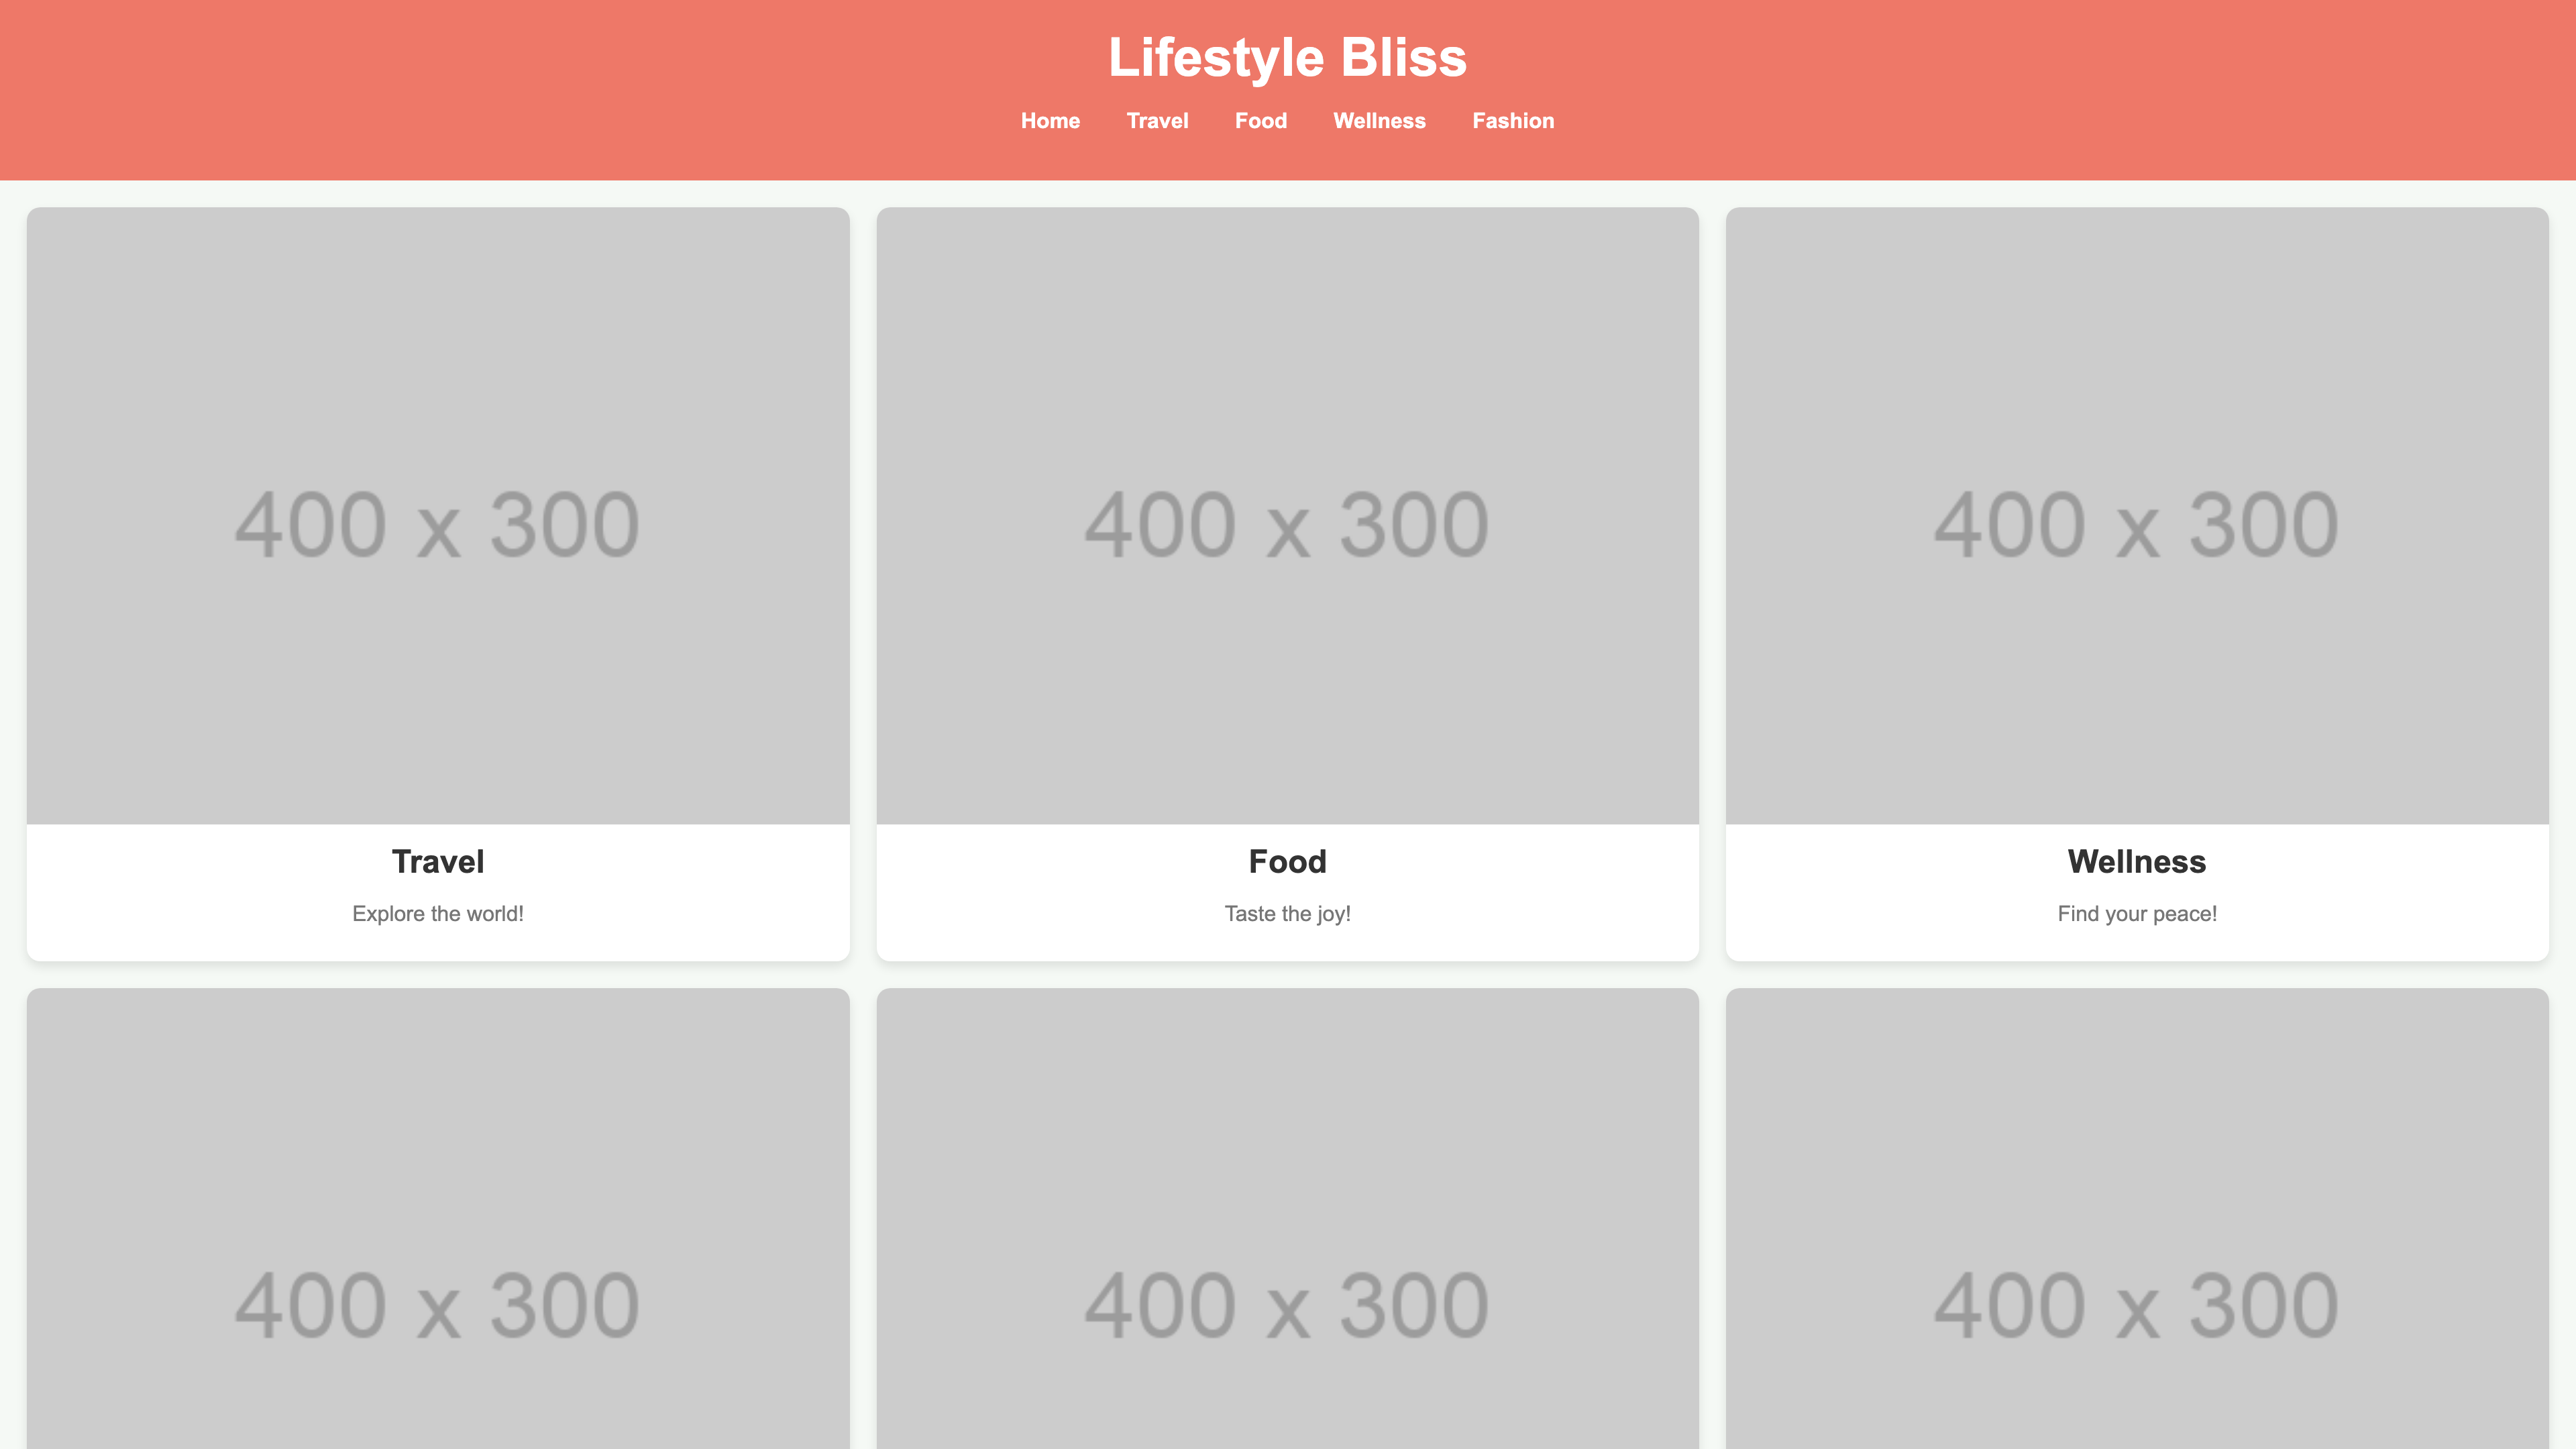 Lifestyle Bliss
Home Travel Food Wellness Fashion
400 x 300
400 x 300
400 x 300
Travel
Explore the world!
Food
Taste the joy!
Wellness
Find your peace!
400 x 300
400 x 300
400 x 300